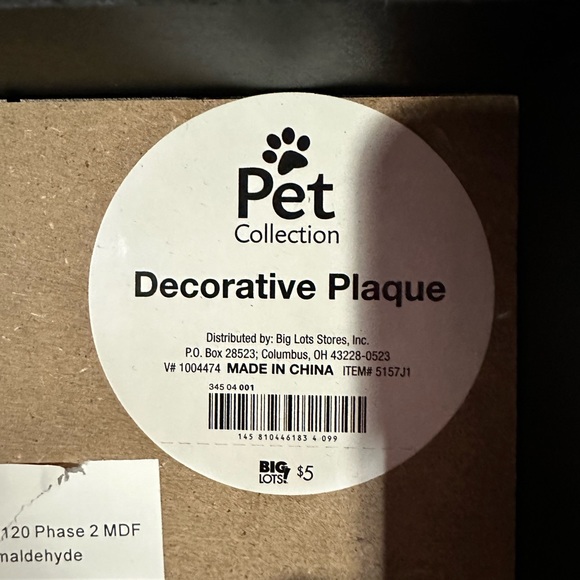 Pet
Collection
Decorative Plaque
Distributed by: Big Lots Stores, Inc.
P.O. Box 28523; Columbus, OH 43228-0523
V# 1004474 MADE IN CHINA ITEM# 5157J1
345 04 001
145 810446183 4 099
BIG LOTS! $5
120 Phase 2 MDF
maldehyde